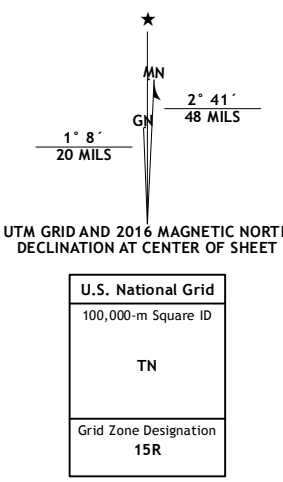 MN
GN
2° 41´
48 MILS
1° 8´
20 MILS
UTM GRID AND 2016 MAGNETIC NORTH
DECLINATION AT CENTER OF SHEET
U.S. National Grid
100,000-m Square ID
TN
Grid Zone Designation
15R